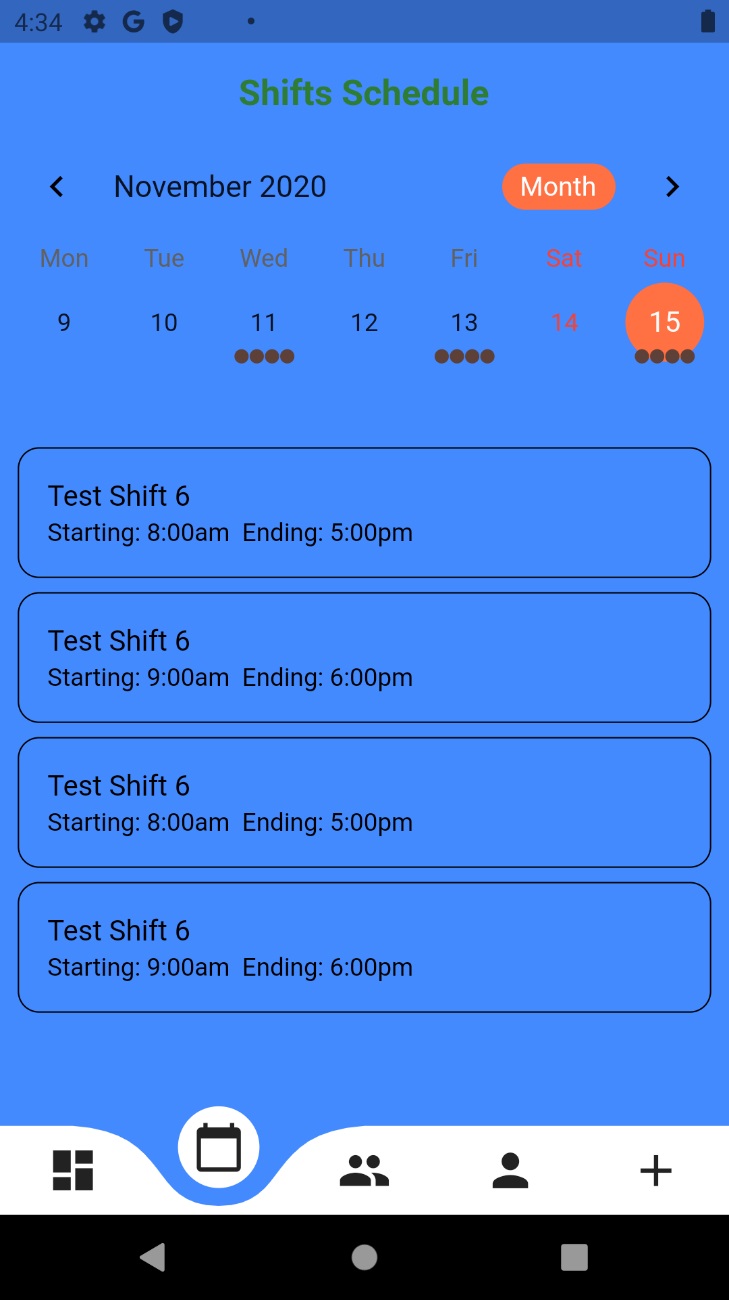 4:34
Shifts Schedule
November 2020 Month
Mon Tue Wed Thu Fri Sat Sun
9 10 11 12 13 14 15
Test Shift 6
Starting: 8:00am Ending: 5:00pm
Test Shift 6
Starting: 9:00am Ending: 6:00pm
Test Shift 6
Starting: 8:00am Ending: 5:00pm
Test Shift 6
Starting: 9:00am Ending: 6:00pm